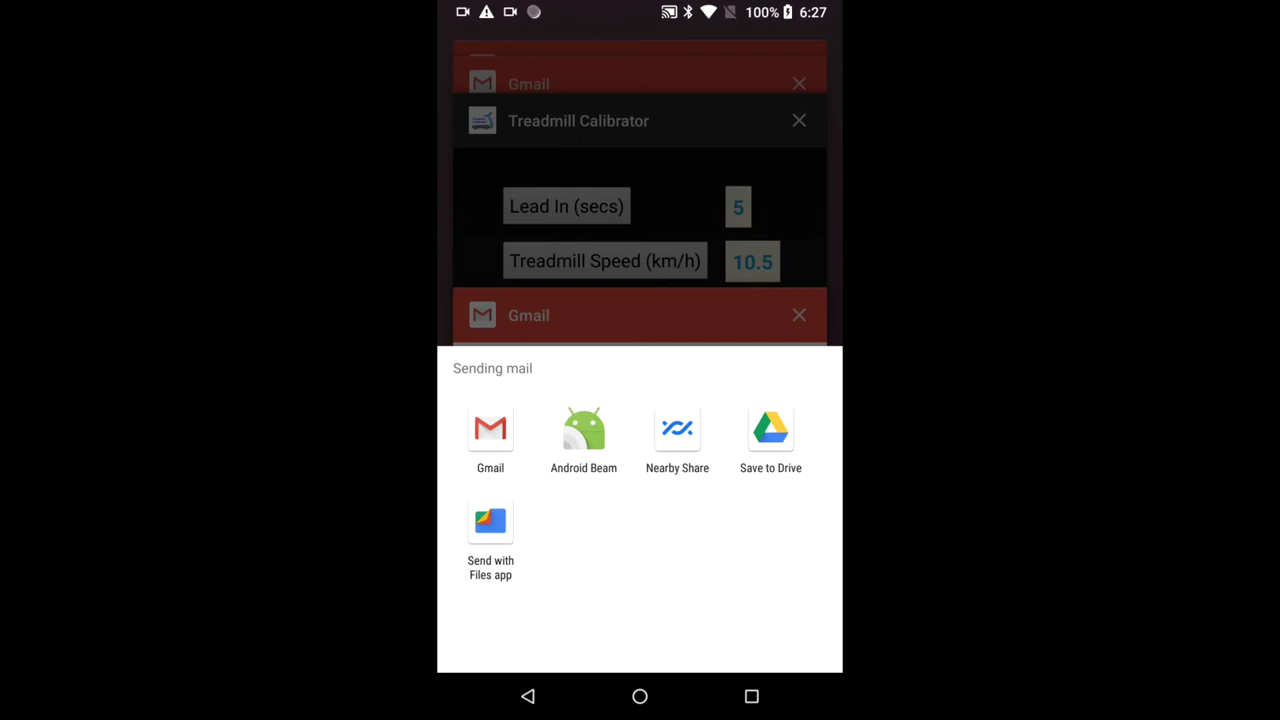 100% 6:27
Gmail
Treadmill Calibrator
Lead In (secs) 5
Treadmill Speed (km/h) 10.5
Gmail
Sending mail
Gmail Android Beam Nearby Share Save to Drive
Send with
Files app